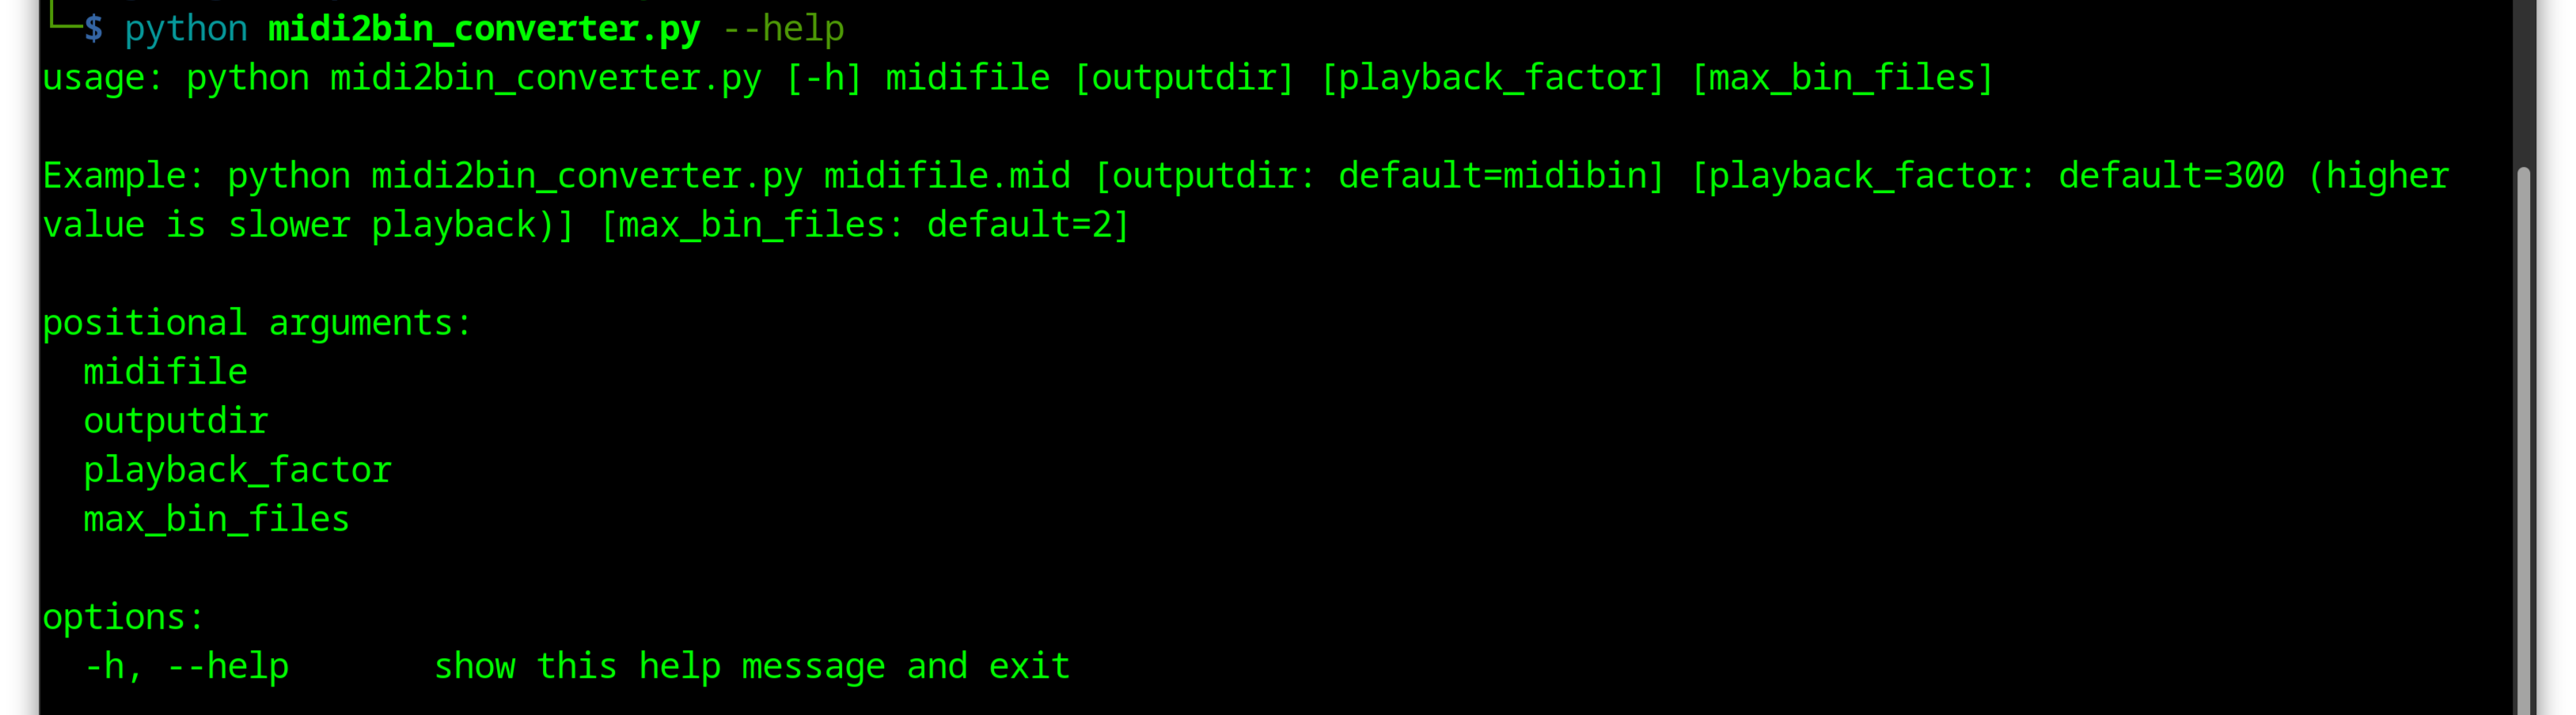 └─$ python midi2bin_converter.py --help
usage: python midi2bin_converter.py [-h] midifile [outputdir] [playback_factor] [max_bin_files]
Example: python midi2bin_converter.py midifile.mid [outputdir: default=midibin] [playback_factor: default=300 (higher
value is slower playback)] [max_bin_files: default=2]
positional arguments:
midifile
outputdir
playback_factor
max_bin_files
options:
-h, --help show this help message and exit